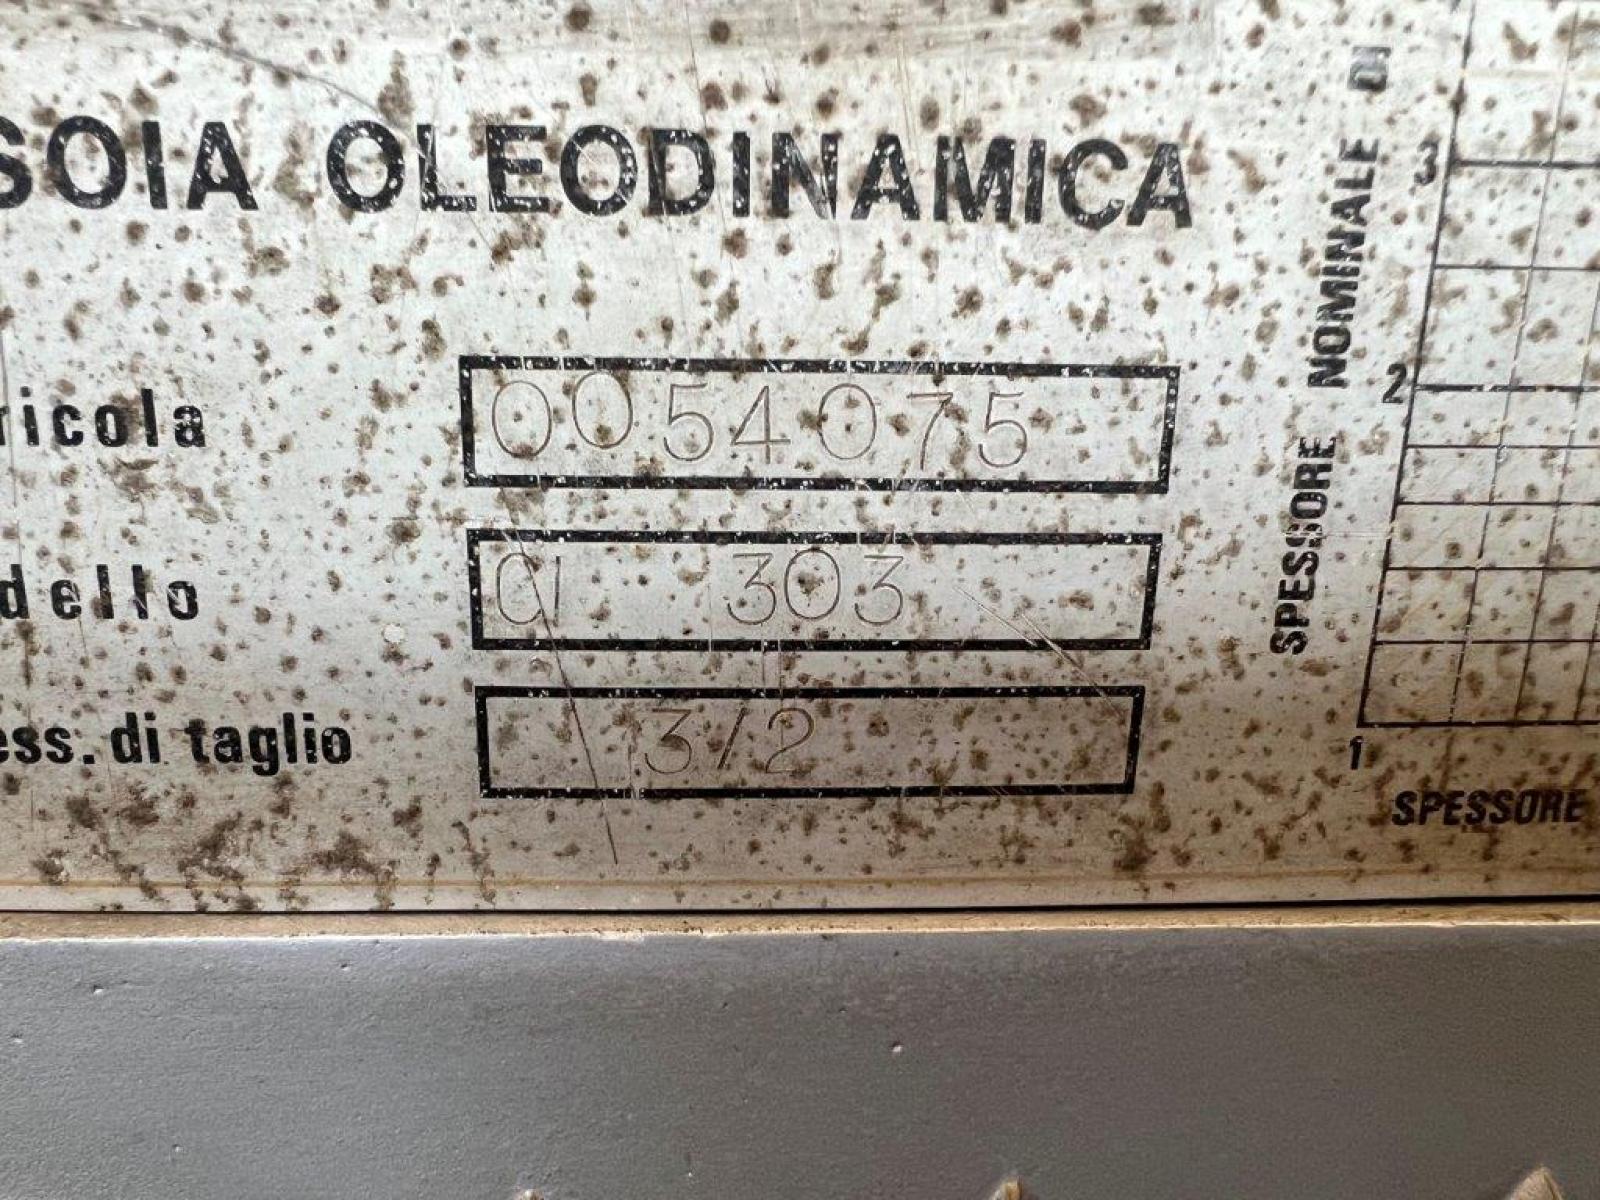 SOIA OLEODINAMICA
ricola 0054075
dello CI 303
ess. di taglio 3/2
SPESSORE NOMINALE DI
3
2
1
SPESSORE